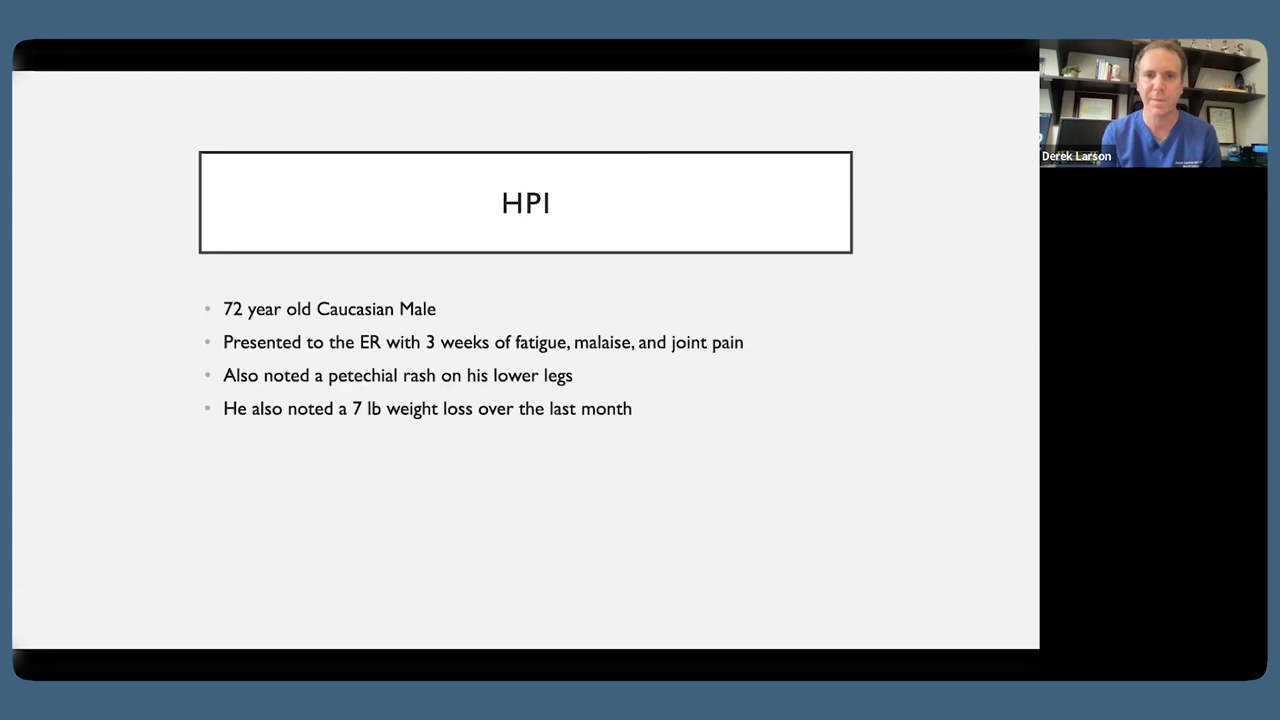 HPI
72 year old Caucasian Male
Presented to the ER with 3 weeks of fatigue, malaise, and joint pain
Also noted a petechial rash on his lower legs
He also noted a 7 lb weight loss over the last month
Derek Larson